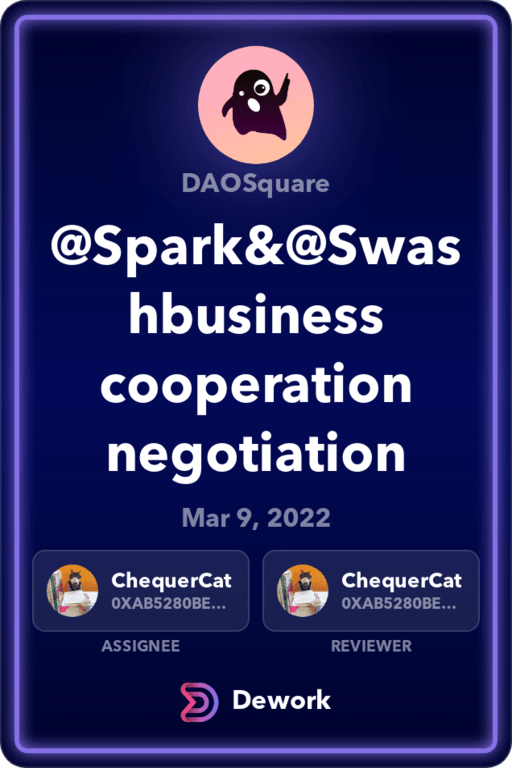 DAOSquare
@Spark&@Swas
hbusiness
cooperation
negotiation
Mar 9, 2022
ChequerCat
0XAB5280BE...
ASSIGNEE
ChequerCat
0XAB5280BE...
REVIEWER
Dework